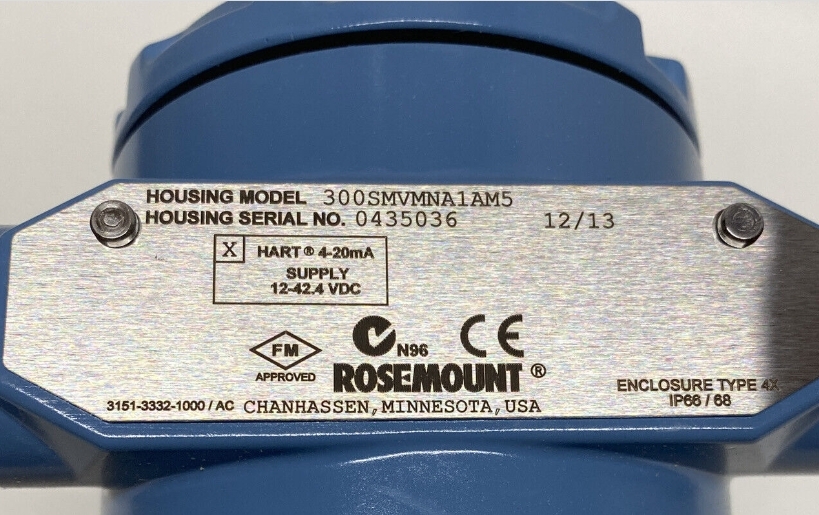 HOUSING MODEL 300SMVMNA1AM5
HOUSING SERIAL NO. 0435036 12/13
X HART® 4-20mA
SUPPLY
12-42.4 VDC
FM
APPROVED
N96
CE
ROSEMOUNT®
ENCLOSURE TYPE 4X
IP66 / 68
3151-3332-1000 / AC CHANHASSEN, MINNESOTA, USA